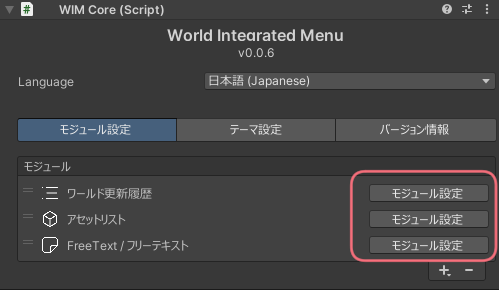 WIM Core (Script)
World Integrated Menu
v0.0.6
Language 日本語 (Japanese)
モジュール設定 テーマ設定 バージョン情報
モジュール
ワールド更新履歴 モジュール設定
アセットリスト モジュール設定
FreeText / フリーテキスト モジュール設定